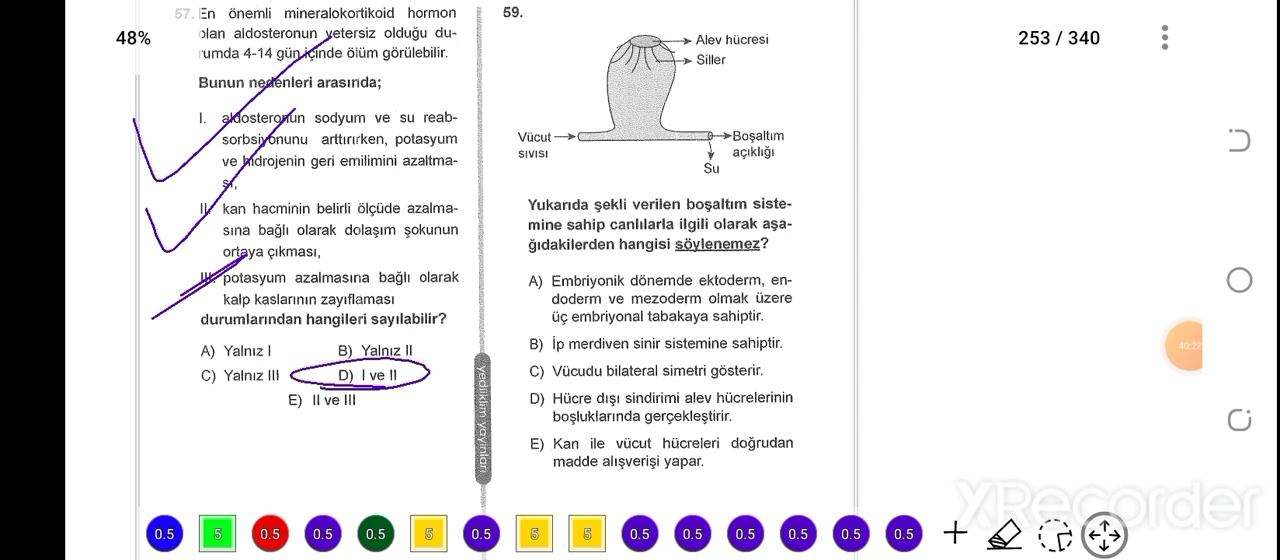 48%
57. En önemli mineralokortikoid hormon
olan aldosteronun yetersiz olduğu du-
rumda 4-14 gün içinde ölüm görülebilir.
Bunun nedenleri arasında;
I. aldosteronun sodyum ve su reab-
sorbsiyonunu arttırırken, potasyum
ve hidrojenin geri emilimini azaltma-
sı,
II. kan hacminin belirli ölçüde azalma-
sına bağlı olarak dolaşım şokunun
ortaya çıkması,
III. potasyum azalmasına bağlı olarak
kalp kaslarının zayıflaması
durumlarından hangileri sayılabilir?
A) Yalnız I B) Yalnız II
C) Yalnız III D) I ve II
E) II ve III
yediiklim yayınları
59.
Alev hücresi
Siller
Vücut
sıvısı
Boşaltım
açıklığı
Su
Yukarıda şekli verilen boşaltım siste-
mine sahip canlılarla ilgili olarak aşa-
ğıdakilerden hangisi söylenemez?
A) Embriyonik dönemde ektoderm, en-
doderm ve mezoderm olmak üzere
üç embriyonal tabakaya sahiptir.
B) İp merdiven sinir sistemine sahiptir.
C) Vücudu bilateral simetri gösterir.
D) Hücre dışı sindirimi alev hücrelerinin
boşluklarında gerçekleştirir.
E) Kan ile vücut hücreleri doğrudan
madde alışverişi yapar.
253 / 340
40:22
XRecorder
0.5 5 0.5 0.5 0.5 5 0.5 5 5 0.5 0.5 0.5 0.5 0.5 0.5